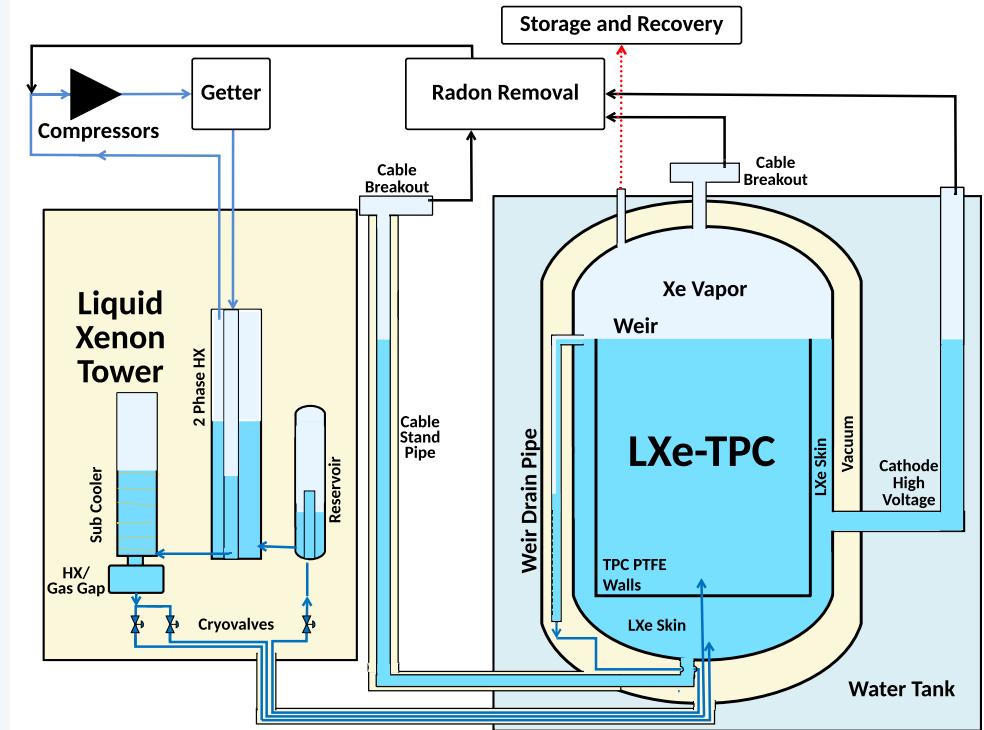 Storage and Recovery
Getter
Radon Removal
Compressors
Cable
Breakout
Cable
Breakout
Liquid
Xenon
Tower
Xe Vapor
Weir
2 Phase HX
Cable
Stand
Pipe
LXe-TPC
LXe Skin
Vacuum
Weir Drain Pipe
Cathode
High
Voltage
Sub Cooler
Reservoir
HX/
Gas Gap
TPC PTFE
Walls
Cryovalves
LXe Skin
Water Tank